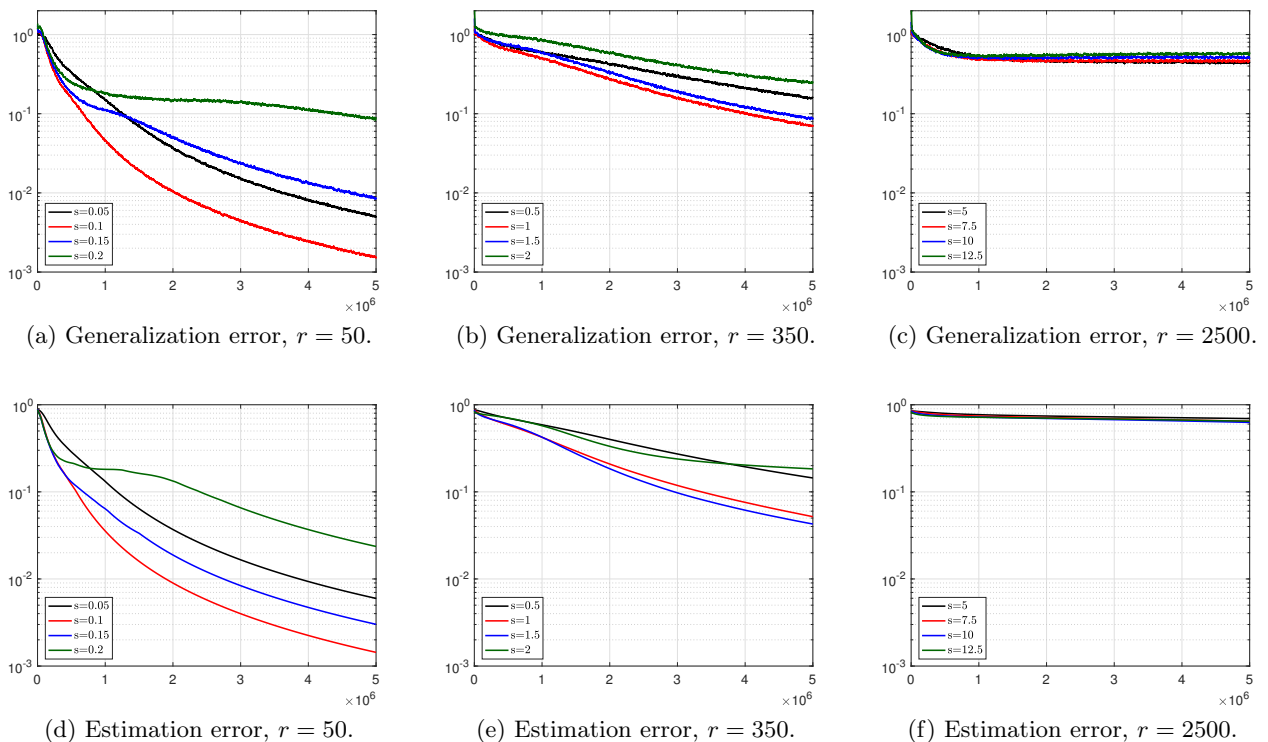 10^0
10^-1
10^-2
10^-3
s=0.05
s=0.1
s=0.15
s=0.2
0 1 2 3 4 5
×10^6
(a) Generalization error, r = 50.
10^0
10^-1
10^-2
10^-3
s=0.5
s=1
s=1.5
s=2
0 1 2 3 4 5
×10^6
(b) Generalization error, r = 350.
10^0
10^-1
10^-2
10^-3
s=5
s=7.5
s=10
s=12.5
0 1 2 3 4 5
×10^6
(c) Generalization error, r = 2500.
10^0
10^-1
10^-2
10^-3
s=0.05
s=0.1
s=0.15
s=0.2
0 1 2 3 4 5
×10^6
(d) Estimation error, r = 50.
10^0
10^-1
10^-2
10^-3
s=0.5
s=1
s=1.5
s=2
0 1 2 3 4 5
×10^6
(e) Estimation error, r = 350.
10^0
10^-1
10^-2
10^-3
s=5
s=7.5
s=10
s=12.5
0 1 2 3 4 5
×10^6
(f) Estimation error, r = 2500.